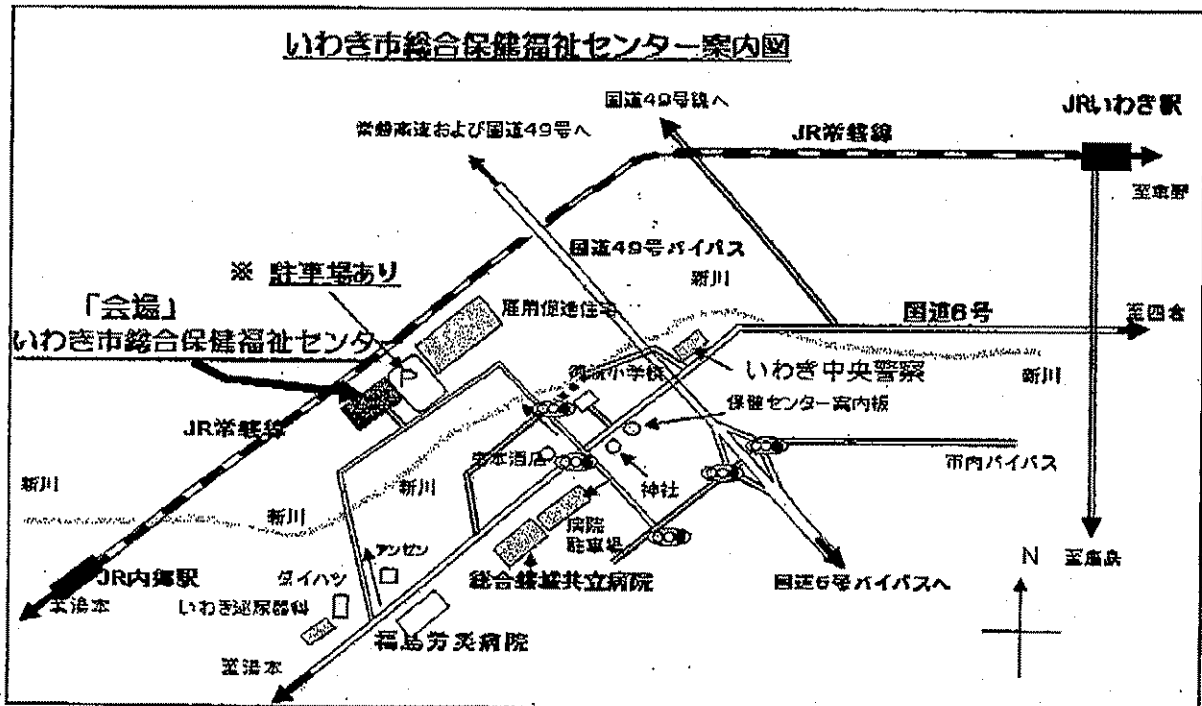 いわき市総合保健福祉センター案内図
国道49号線へ
JRいわき駅
常磐高速および国道49号へ
JR常磐線
至草野
国道49号バイパス
新川
※ 駐車場あり
雇用促進住宅
国道6号
至四倉
「会場」
いわき市総合保健福祉センター
P
御厩小学校
いわき中央警察
新川
保健センター案内板
JR常磐線
市内バイパス
新川
新川
神社
新川
病院
駐車場
アンゼン
N
JR内郷駅
ダイハツ
総合磐城共立病院
国道6号バイパスへ
至湯本
いわき泌尿器科
福島労災病院
至湯本